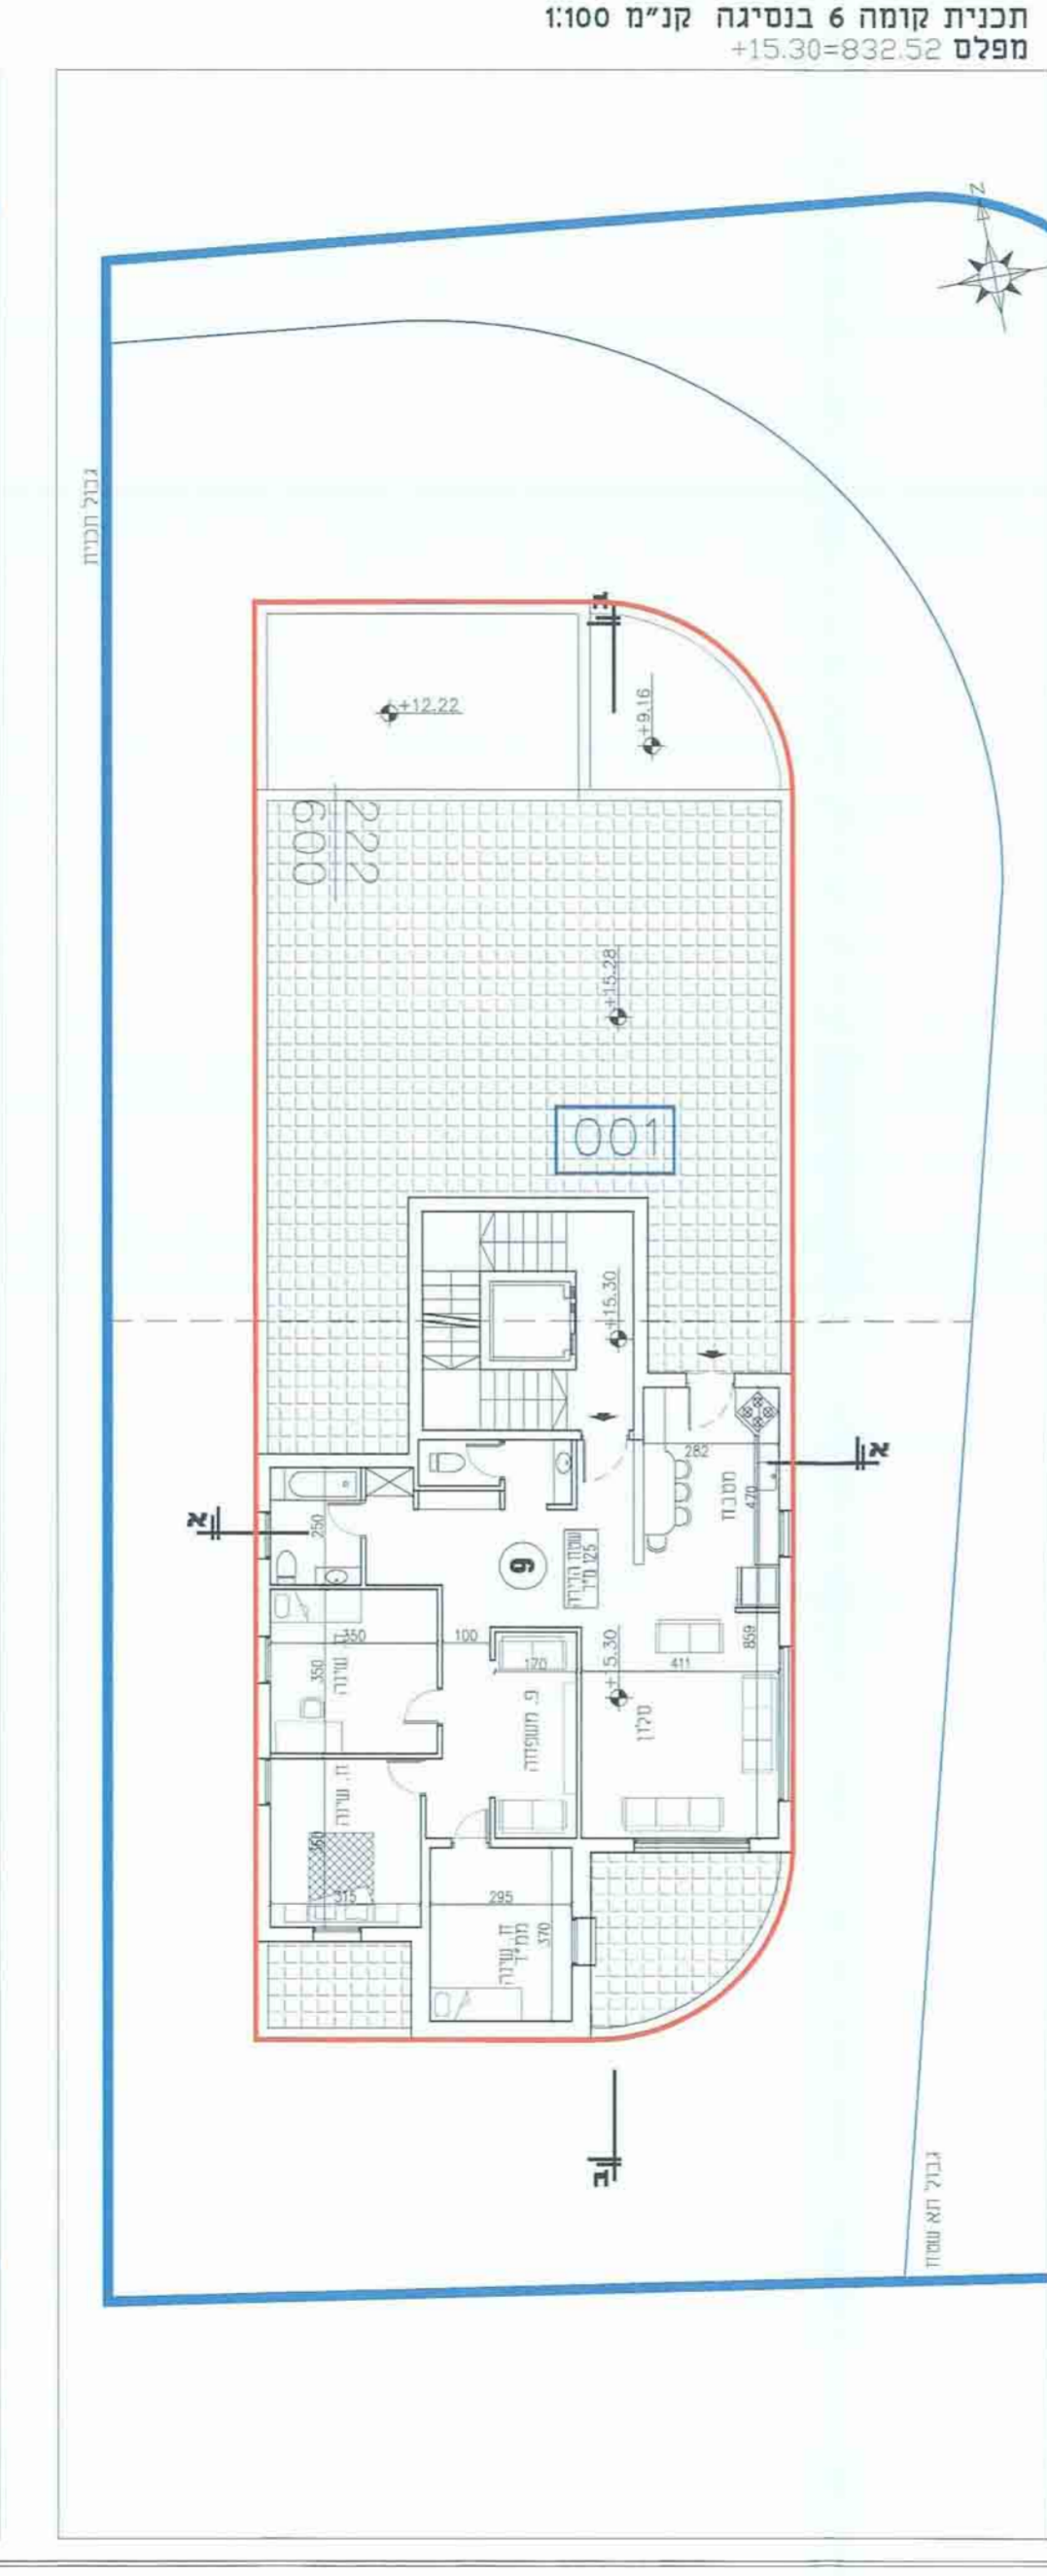 תכנית קומה 6 בנסיגה קנ"מ 1:100
מפלס +15.30=832.52
N
גבול תכנית
ב
+12.22
+9.16
222
600
+15.28
001
+15.30
282
מטבח
470
א
א
250
9
שטח הדירה
125 מ"ר
350
350
ח. שינה
100
170
פ. משפחה
+15.30
411
859
סלון
ח. שינה
360
315
295
ח. שינה
ממ"ד
370
ב
גבול תא שטח